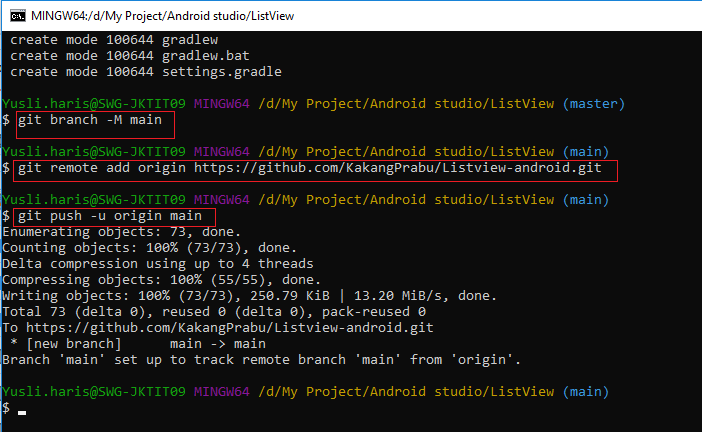 MINGW64:/d/My Project/Android studio/ListView
create mode 100644 gradlew
create mode 100644 gradlew.bat
create mode 100644 settings.gradle
Yusli.haris@SWG-JKTIT09 MINGW64 /d/My Project/Android studio/ListView (master)
$ git branch -M main
Yusli.haris@SWG-JKTIT09 MINGW64 /d/My Project/Android studio/ListView (main)
$ git remote add origin https://github.com/KakangPrabu/Listview-android.git
Yusli.haris@SWG-JKTIT09 MINGW64 /d/My Project/Android studio/ListView (main)
$ git push -u origin main
Enumerating objects: 73, done.
Counting objects: 100% (73/73), done.
Delta compression using up to 4 threads
Compressing objects: 100% (55/55), done.
Writing objects: 100% (73/73), 250.79 KiB | 13.20 MiB/s, done.
Total 73 (delta 0), reused 0 (delta 0), pack-reused 0
To https://github.com/KakangPrabu/Listview-android.git
* [new branch]      main -> main
Branch 'main' set up to track remote branch 'main' from 'origin'.
Yusli.haris@SWG-JKTIT09 MINGW64 /d/My Project/Android studio/ListView (main)
$